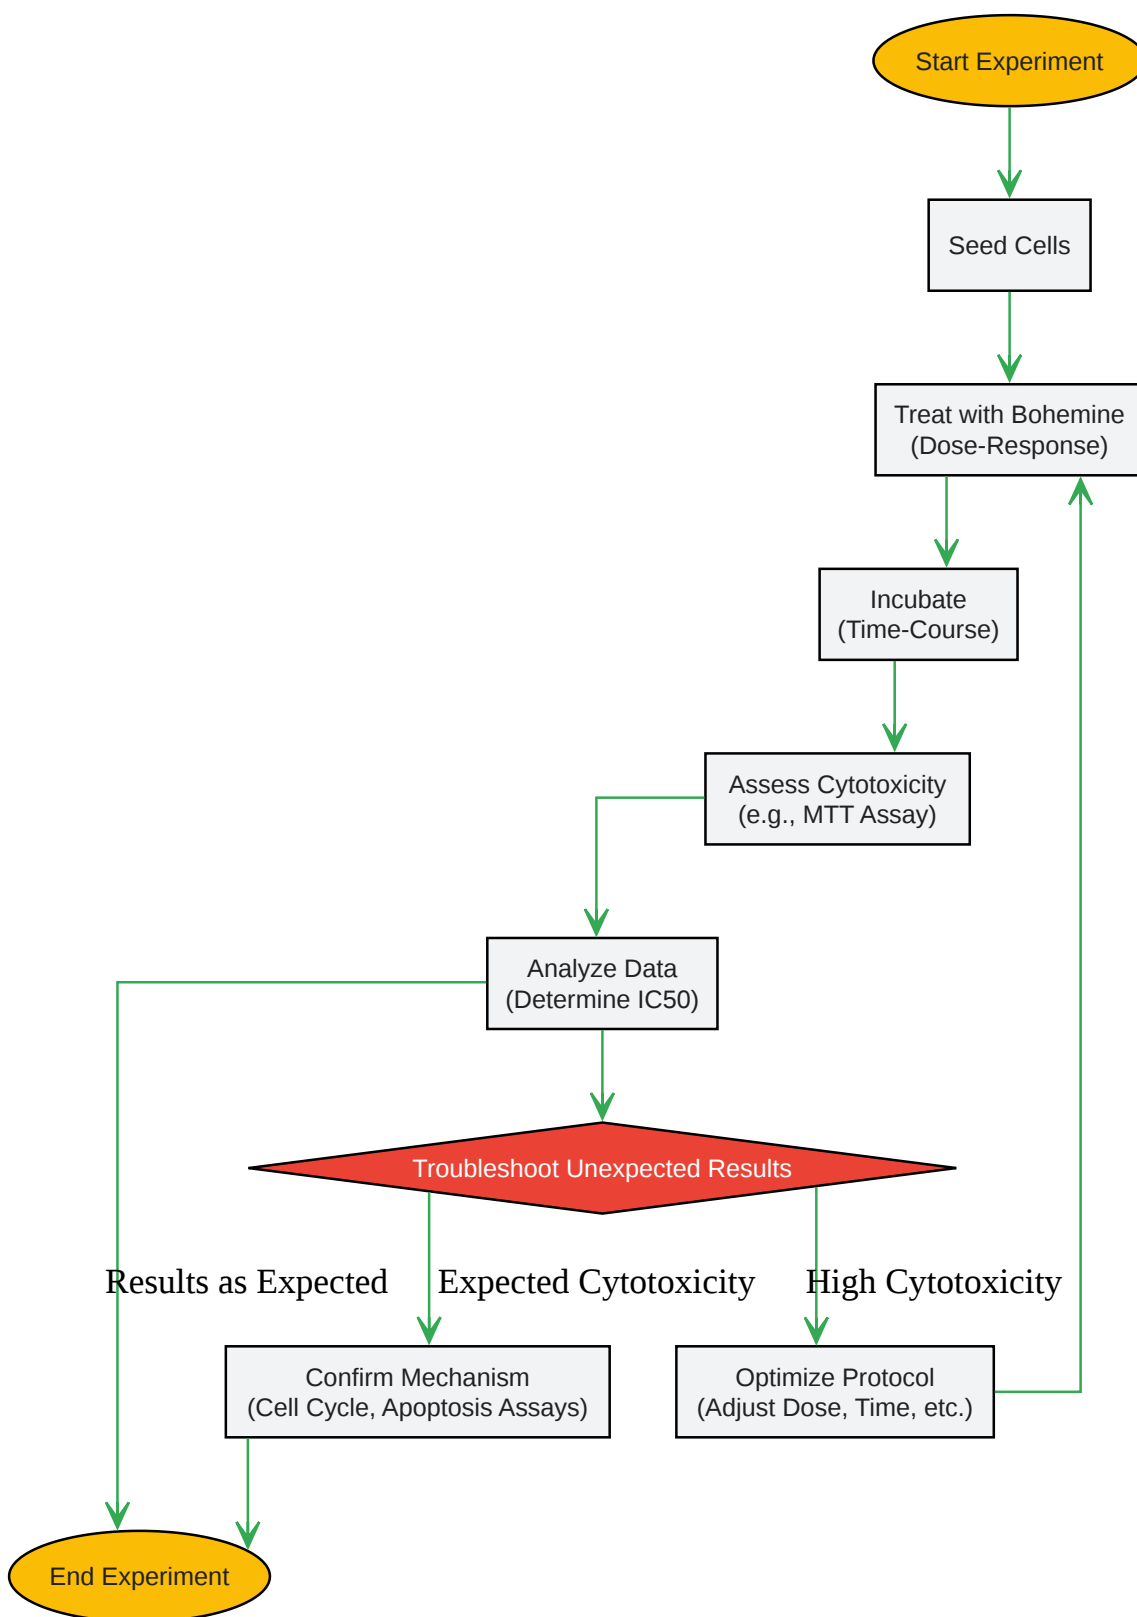 Start Experiment
Seed Cells
Treat with Bohemine
(Dose-Response)
Incubate
(Time-Course)
Assess Cytotoxicity
(e.g., MTT Assay)
Analyze Data
(Determine IC50)
Troubleshoot Unexpected Results
Results as Expected
Expected Cytotoxicity
High Cytotoxicity
Confirm Mechanism
(Cell Cycle, Apoptosis Assays)
Optimize Protocol
(Adjust Dose, Time, etc.)
End Experiment